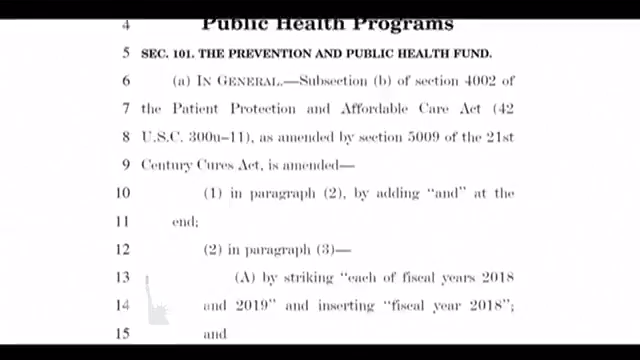 4 Public Health Programs
5 SEC. 101. THE PREVENTION AND PUBLIC HEALTH FUND.
6 (a) IN GENERAL.—Subsection (b) of section 4002 of
7 the Patient Protection and Affordable Care Act (42
8 U.S.C. 300u–11), as amended by section 5009 of the 21st
9 Century Cures Act, is amended—
10 (1) in paragraph (2), by adding “and” at the
11 end;
12 (2) in paragraph (3)—
13 (A) by striking “each of fiscal years 2018
14 and 2019” and inserting “fiscal year 2018”;
15 and